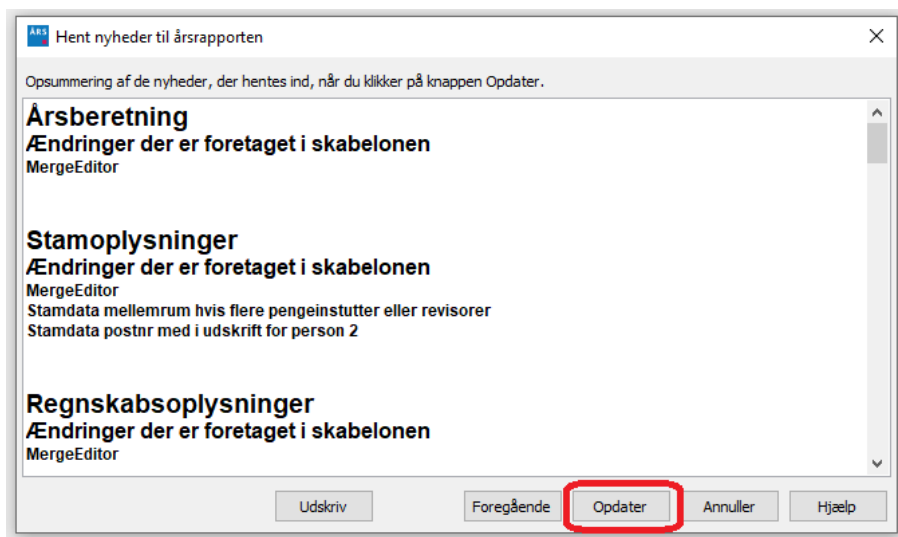 ÅRS
Hent nyheder til årsrapporten
Opsummering af de nyheder, der hentes ind, når du klikker på knappen Opdater.
Årsberetning
Ændringer der er foretaget i skabelonen
MergeEditor
Stamoplysninger
Ændringer der er foretaget i skabelonen
MergeEditor
Stamdata mellemrum hvis flere pengeinstutter eller revisorer
Stamdata postnr med i udskrift for person 2
Regnskabsoplysninger
Ændringer der er foretaget i skabelonen
MergeEditor
Udskriv Foregående Opdater Annuller Hjælp